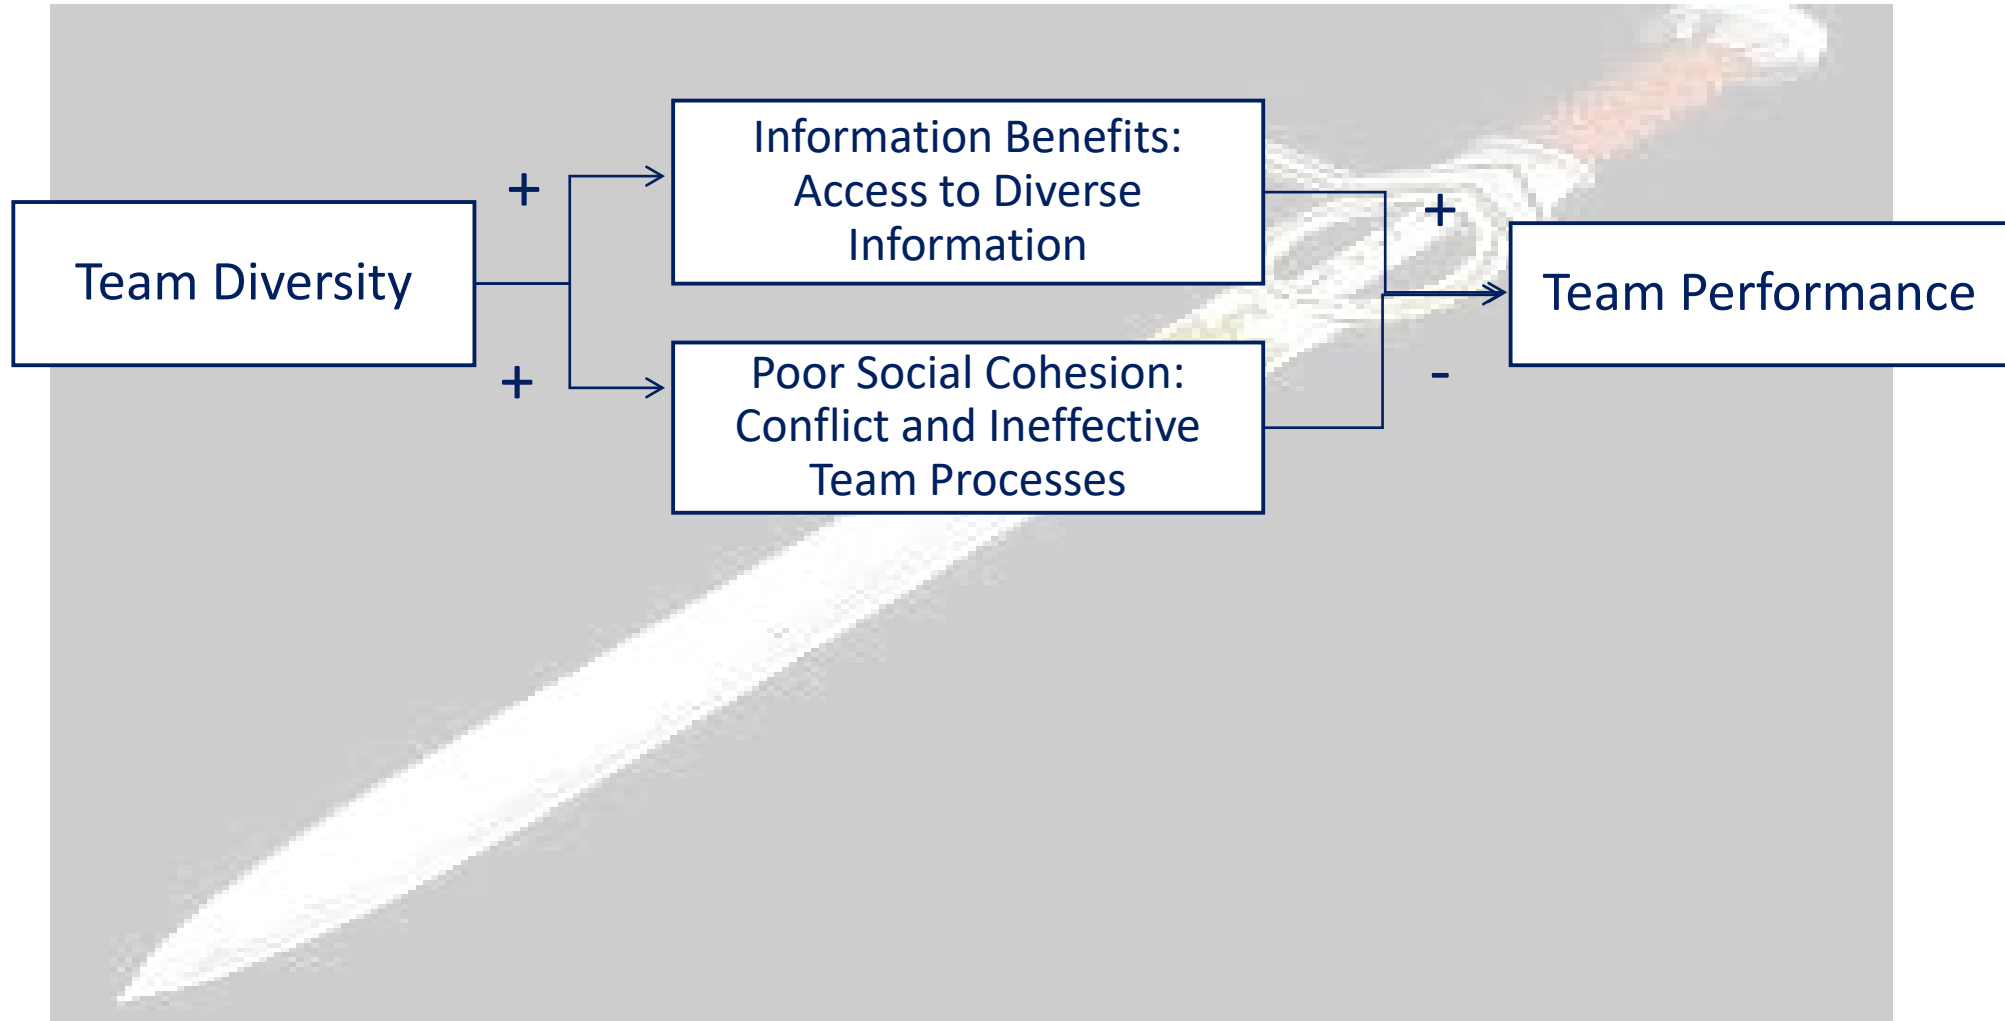 Team Diversity
+
+
Information Benefits:
Access to Diverse
Information
Poor Social Cohesion:
Conflict and Ineffective
Team Processes
+
-
Team Performance